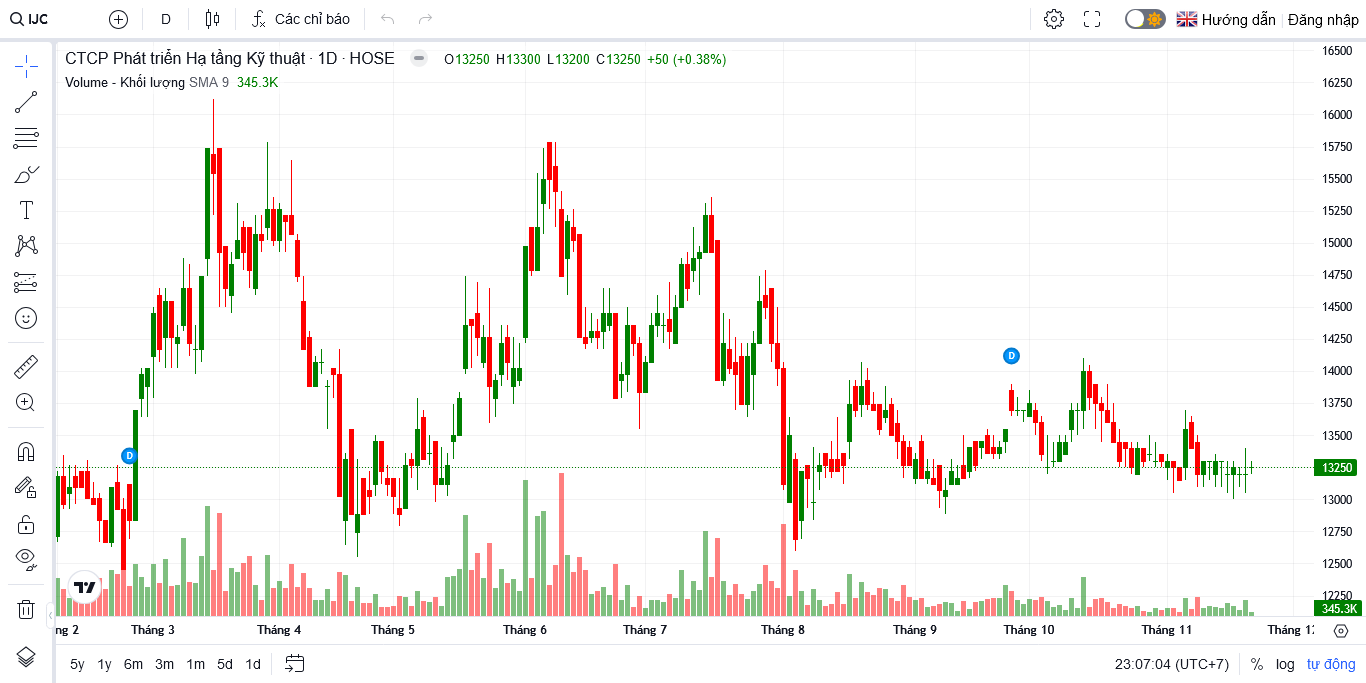 IJC D Các chỉ báo Hướng dẫn Đăng nhập
CTCP Phát triển Hạ tầng Kỹ thuật · 1D · HOSE O13250 H13300 L13200 C13250 +50 (+0.38%)
Volume - Khối lượng SMA 9 345.3K
16500
16250
16000
15750
15500
15250
15000
14750
14500
14250
14000
13750
13500
13250
13000
12750
12500
12250
345.3K
D
D
ng 2 Tháng 3 Tháng 4 Tháng 5 Tháng 6 Tháng 7 Tháng 8 Tháng 9 Tháng 10 Tháng 11 Tháng 1
5y 1y 6m 3m 1m 5d 1d 23:07:04 (UTC+7) % log tự động